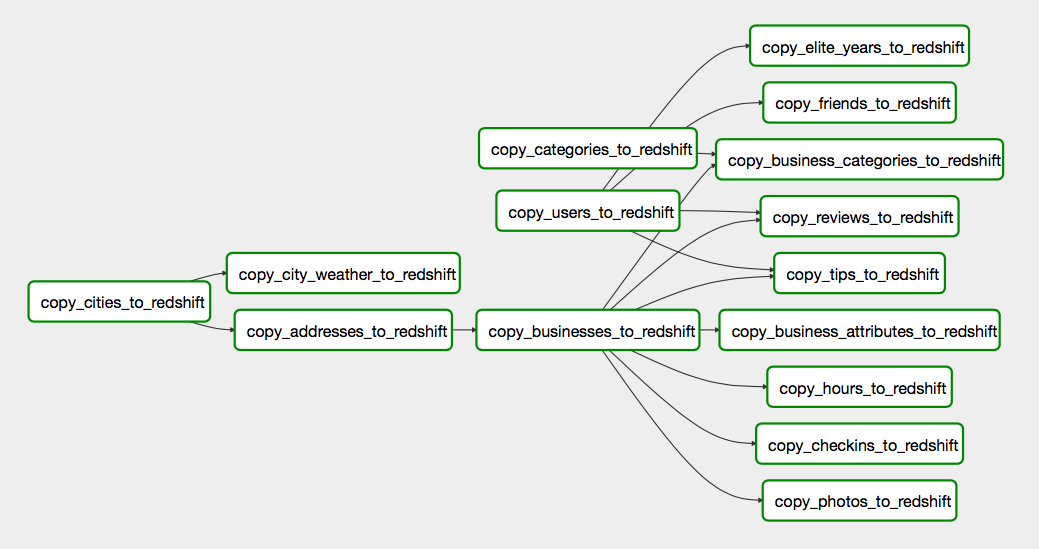 copy_elite_years_to_redshift
copy_friends_to_redshift
copy_categories_to_redshift
copy_business_categories_to_redshift
copy_users_to_redshift
copy_reviews_to_redshift
copy_city_weather_to_redshift
copy_tips_to_redshift
copy_cities_to_redshift
copy_addresses_to_redshift
copy_businesses_to_redshift
copy_business_attributes_to_redshift
copy_hours_to_redshift
copy_checkins_to_redshift
copy_photos_to_redshift